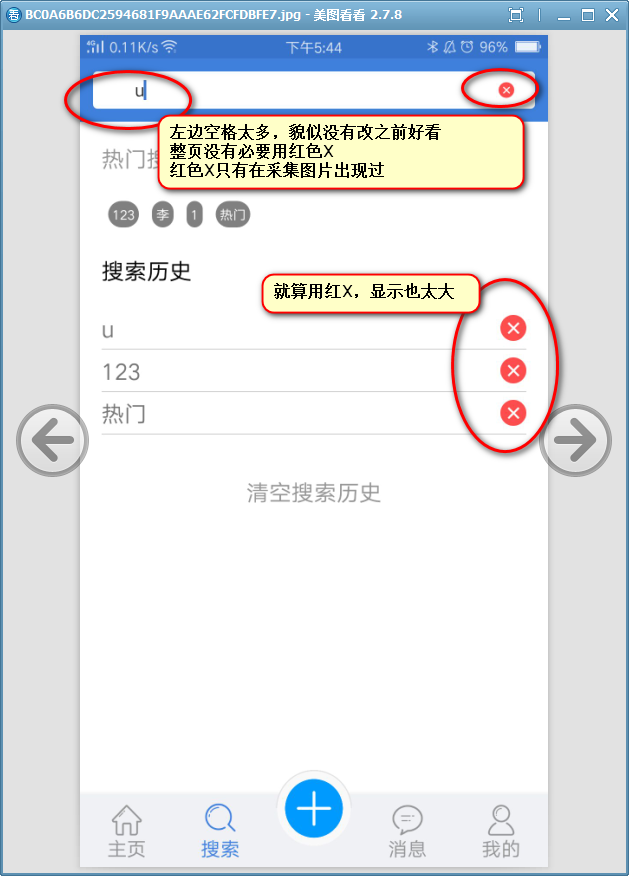 看 BC0A6B6DC2594681F9AAAE62FCFDBFE7.jpg - 美图看看 2.7.8
4G 0.11K/s 下午5:44 96%
u
左边空格太多，貌似没有改之前好看
整页没有必要用红色X
红色X只有在采集图片出现过
热门搜
123 李 1 热门
搜索历史
就算用红X，显示也太大
u
123
热门
清空搜索历史
主页 搜索 消息 我的